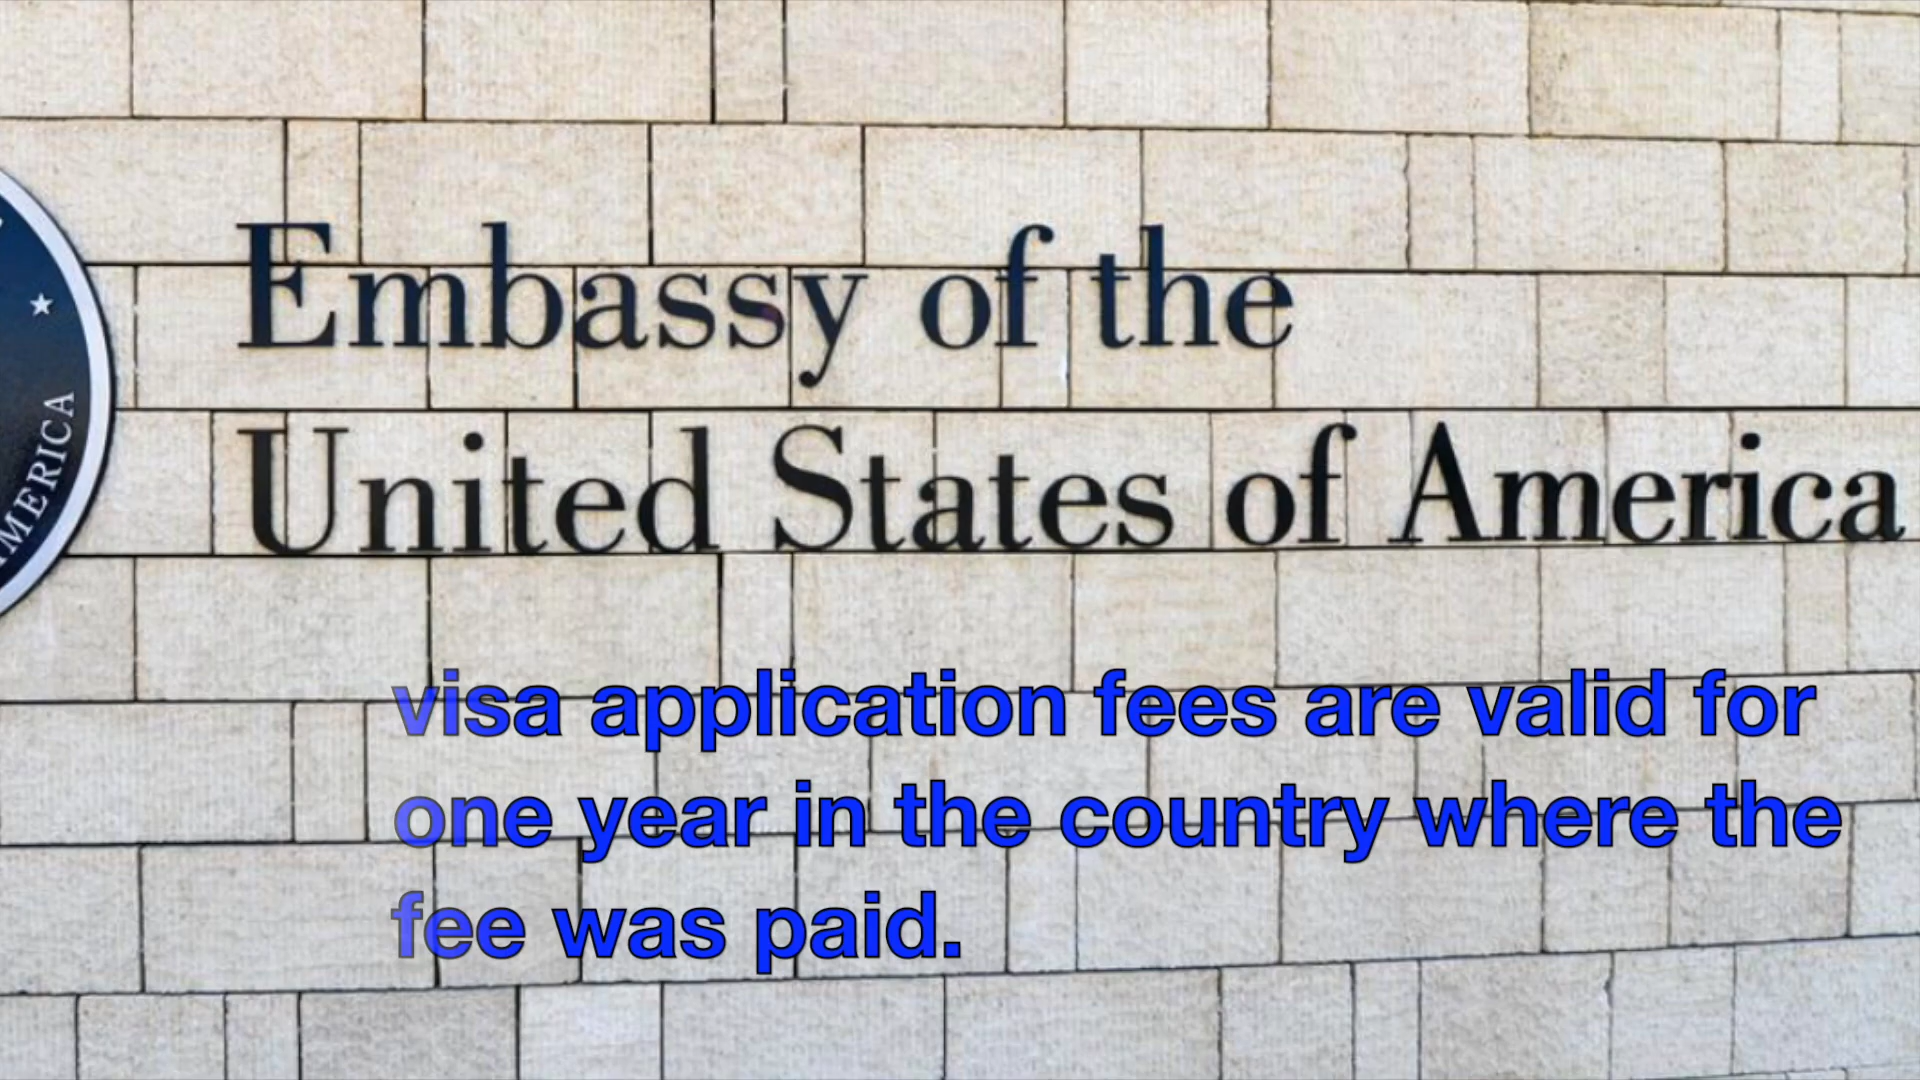 AMERICA
Embassy of the
United States of America
visa application fees are valid for
one year in the country where the
fee was paid.